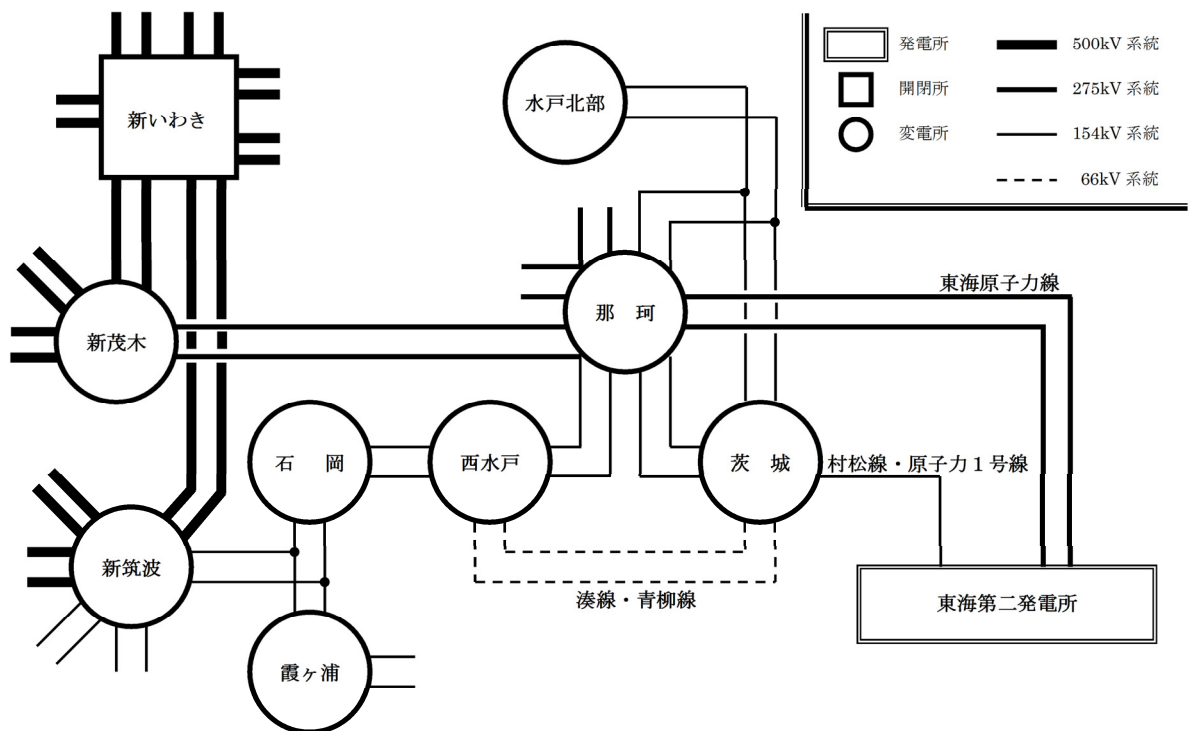 新いわき
水戸北部
発電所
500kV 系統
開閉所
275kV 系統
変電所
154kV 系統
66kV 系統
東海原子力線
新茂木
那　珂
石　岡
西水戸
茨　城
村松線・原子力１号線
新筑波
湊線・青柳線
東海第二発電所
霞ヶ浦